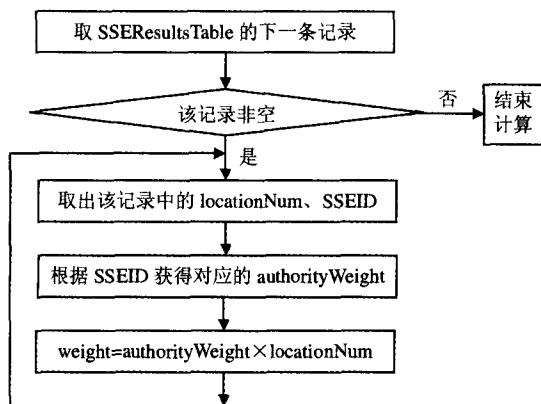 取 SSEResultsTable 的下一条记录
该记录非空
否
结束
计算
是
取出该记录中的 locationNum、SSEID
根据 SSEID 获得对应的 authorityWeight
weight=authorityWeight×locationNum